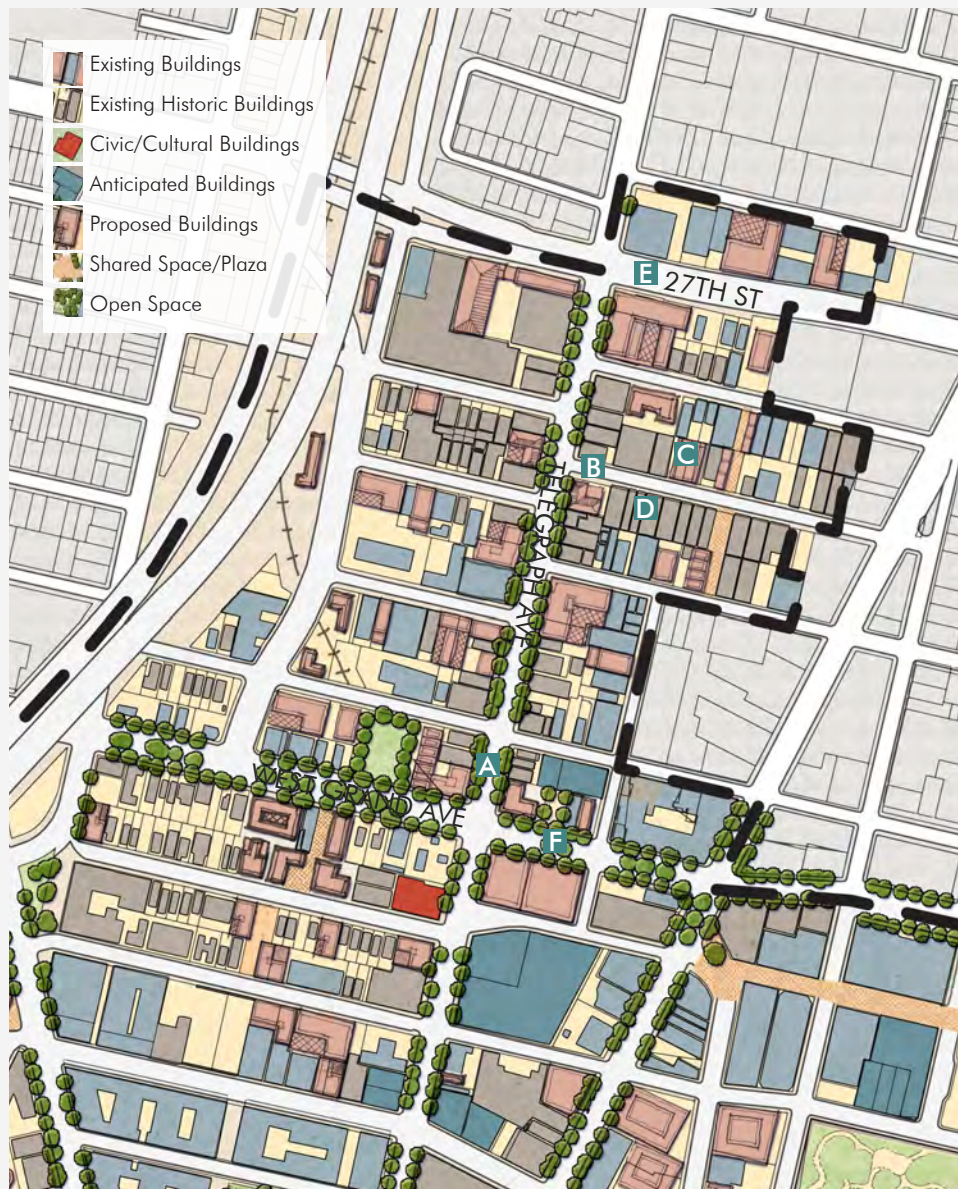 Existing Buildings
Existing Historic Buildings
Civic/Cultural Buildings
Anticipated Buildings
Proposed Buildings
Shared Space/Plaza
Open Space
E
27TH ST
B
C
D
TELEGRAPH AVE
A
WEST GRAND AVE
F